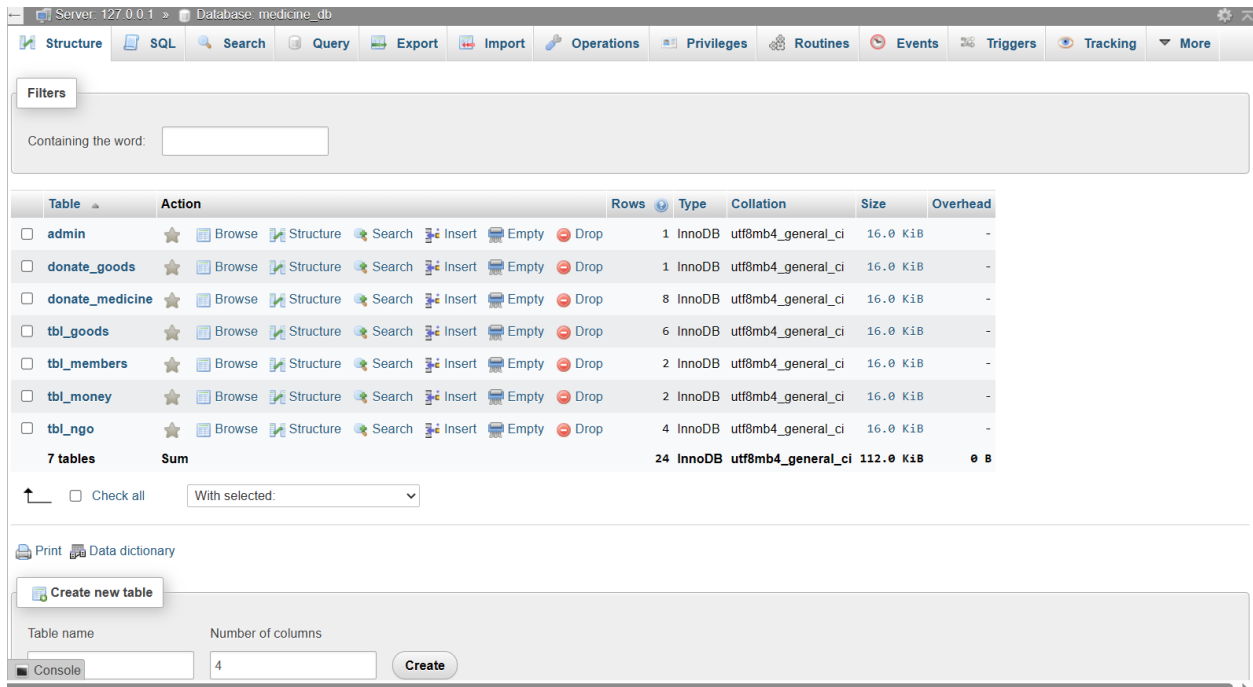 Server: 127.0.0.1 » Database: medicine_db
Structure SQL Search Query Export Import Operations Privileges Routines Events Triggers Tracking More
Filters
Containing the word:
Table Action Rows Type Collation Size Overhead
admin Browse Structure Search Insert Empty Drop 1 InnoDB utf8mb4_general_ci 16.0 KiB -
donate_goods Browse Structure Search Insert Empty Drop 1 InnoDB utf8mb4_general_ci 16.0 KiB -
donate_medicine Browse Structure Search Insert Empty Drop 8 InnoDB utf8mb4_general_ci 16.0 KiB -
tbl_goods Browse Structure Search Insert Empty Drop 6 InnoDB utf8mb4_general_ci 16.0 KiB -
tbl_members Browse Structure Search Insert Empty Drop 2 InnoDB utf8mb4_general_ci 16.0 KiB -
tbl_money Browse Structure Search Insert Empty Drop 2 InnoDB utf8mb4_general_ci 16.0 KiB -
tbl_ngo Browse Structure Search Insert Empty Drop 4 InnoDB utf8mb4_general_ci 16.0 KiB -
7 tables Sum 24 InnoDB utf8mb4_general_ci 112.0 KiB 0 B
Check all With selected:
Print Data dictionary
Create new table
Table name Number of columns
4 Create
Console